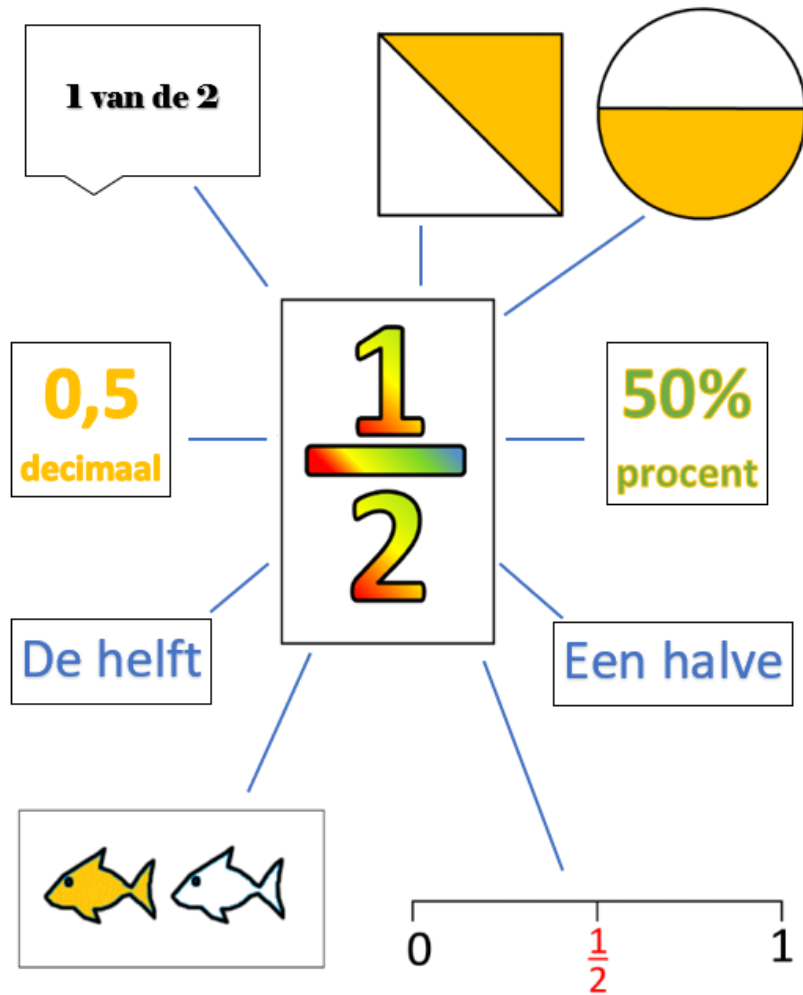 1 van de 2
1
2
0,5
decimaal
50%
procent
De helft
Een halve
0 1/2 1